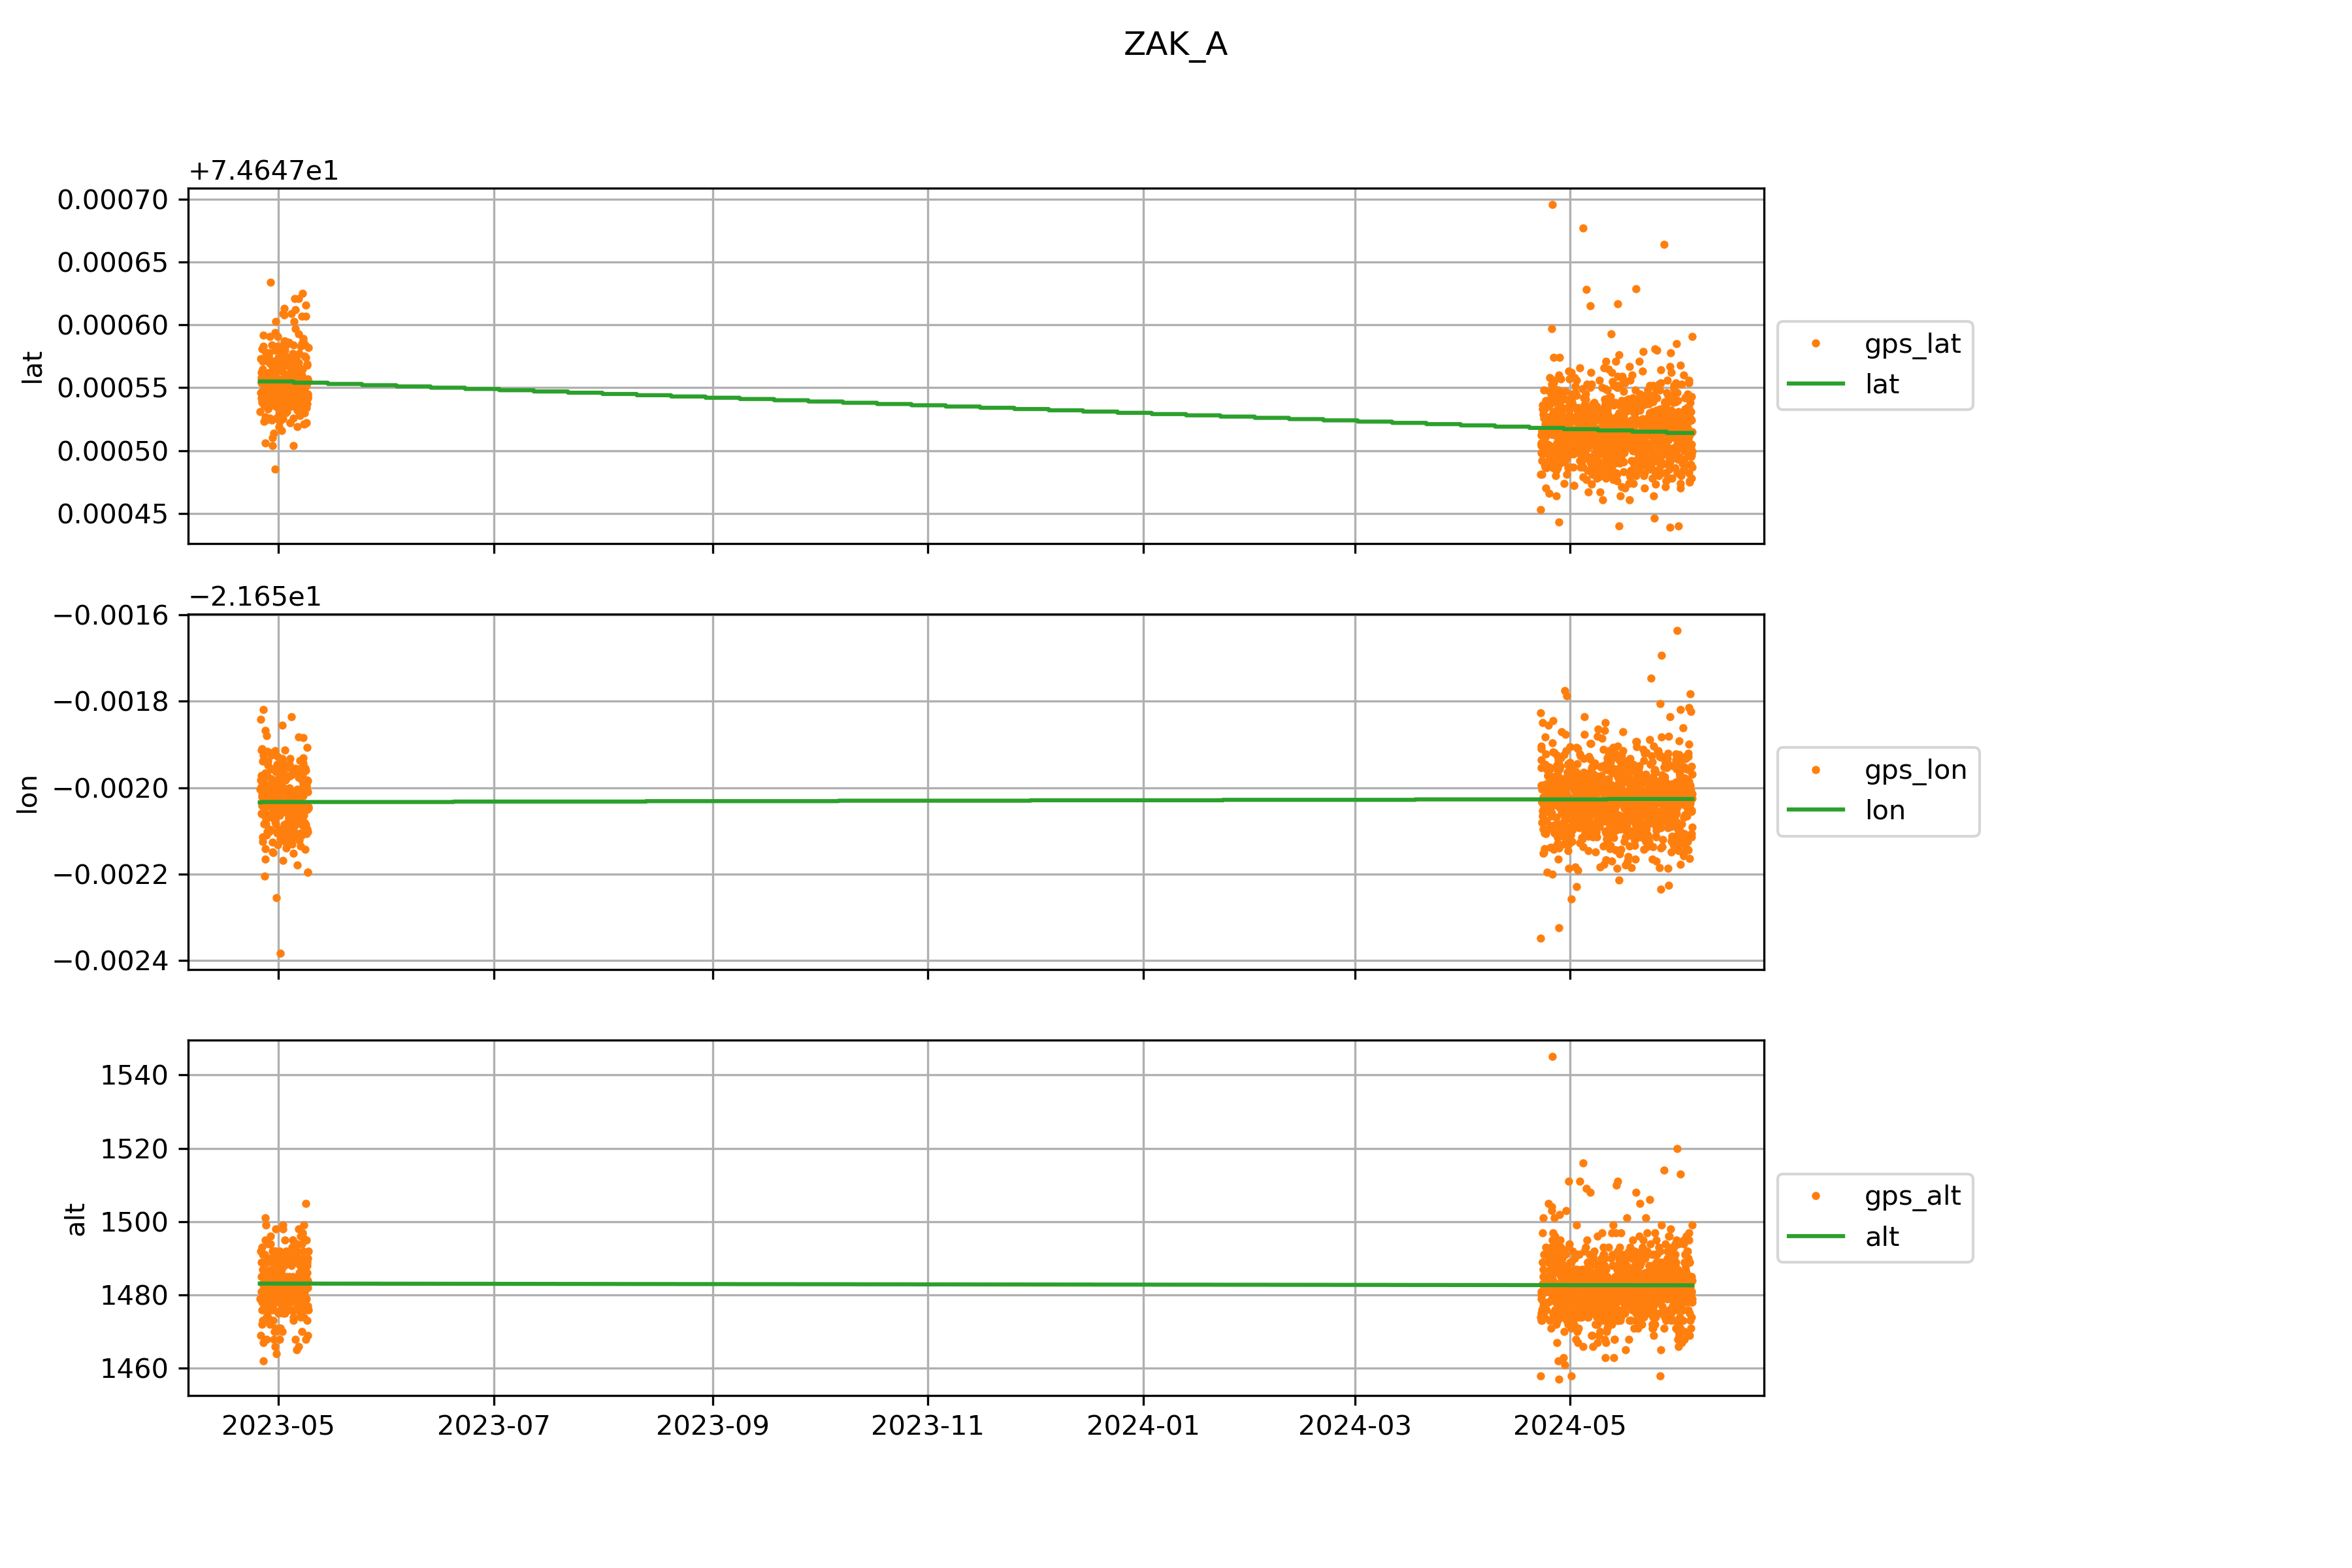 ZAK_A
+7.4647e1
0.00070
0.00065
0.00060
0.00055
0.00050
0.00045
lat
gps_lat
lat
−2.165e1
−0.0016
−0.0018
−0.0020
−0.0022
−0.0024
lon
gps_lon
lon
1540
1520
1500
1480
1460
alt
gps_alt
alt
2023-05 2023-07 2023-09 2023-11 2024-01 2024-03 2024-05